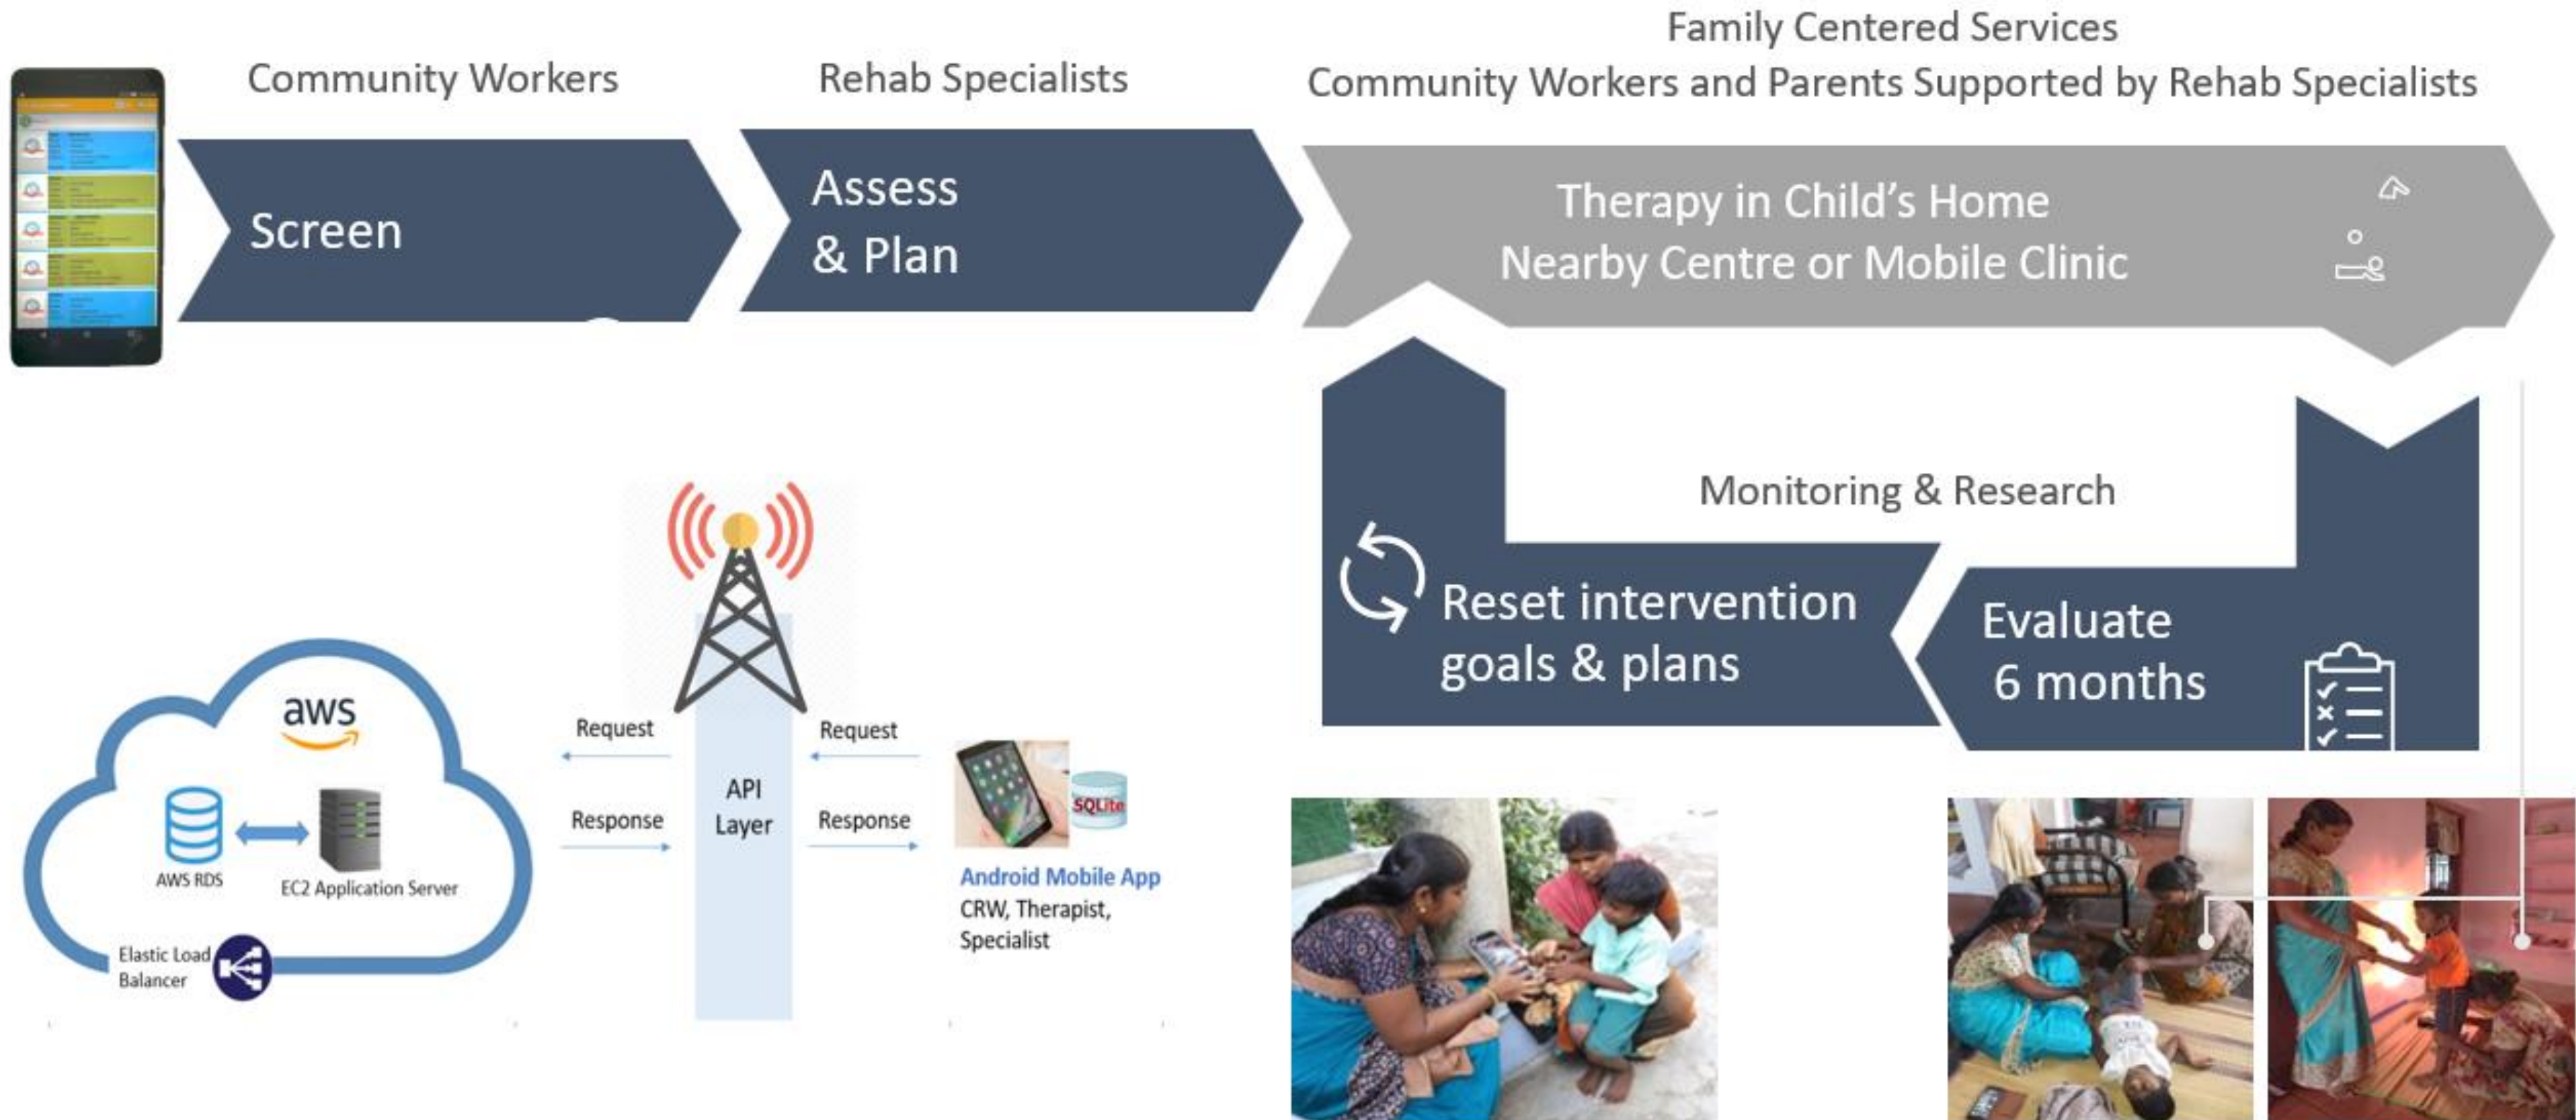 Family Centered Services
Community Workers
Rehab Specialists
Community Workers and Parents Supported by Rehab Specialists
Screen
Assess
& Plan
Therapy in Child's Home
Nearby Centre or Mobile Clinic
Monitoring & Research
Reset intervention
goals & plans
Evaluate
6 months
aws
AWS RDS
EC2 Application Server
Elastic Load
Balancer
Request
Response
API
Layer
Request
Response
SQLite
Android Mobile App
CRW, Therapist,
Specialist